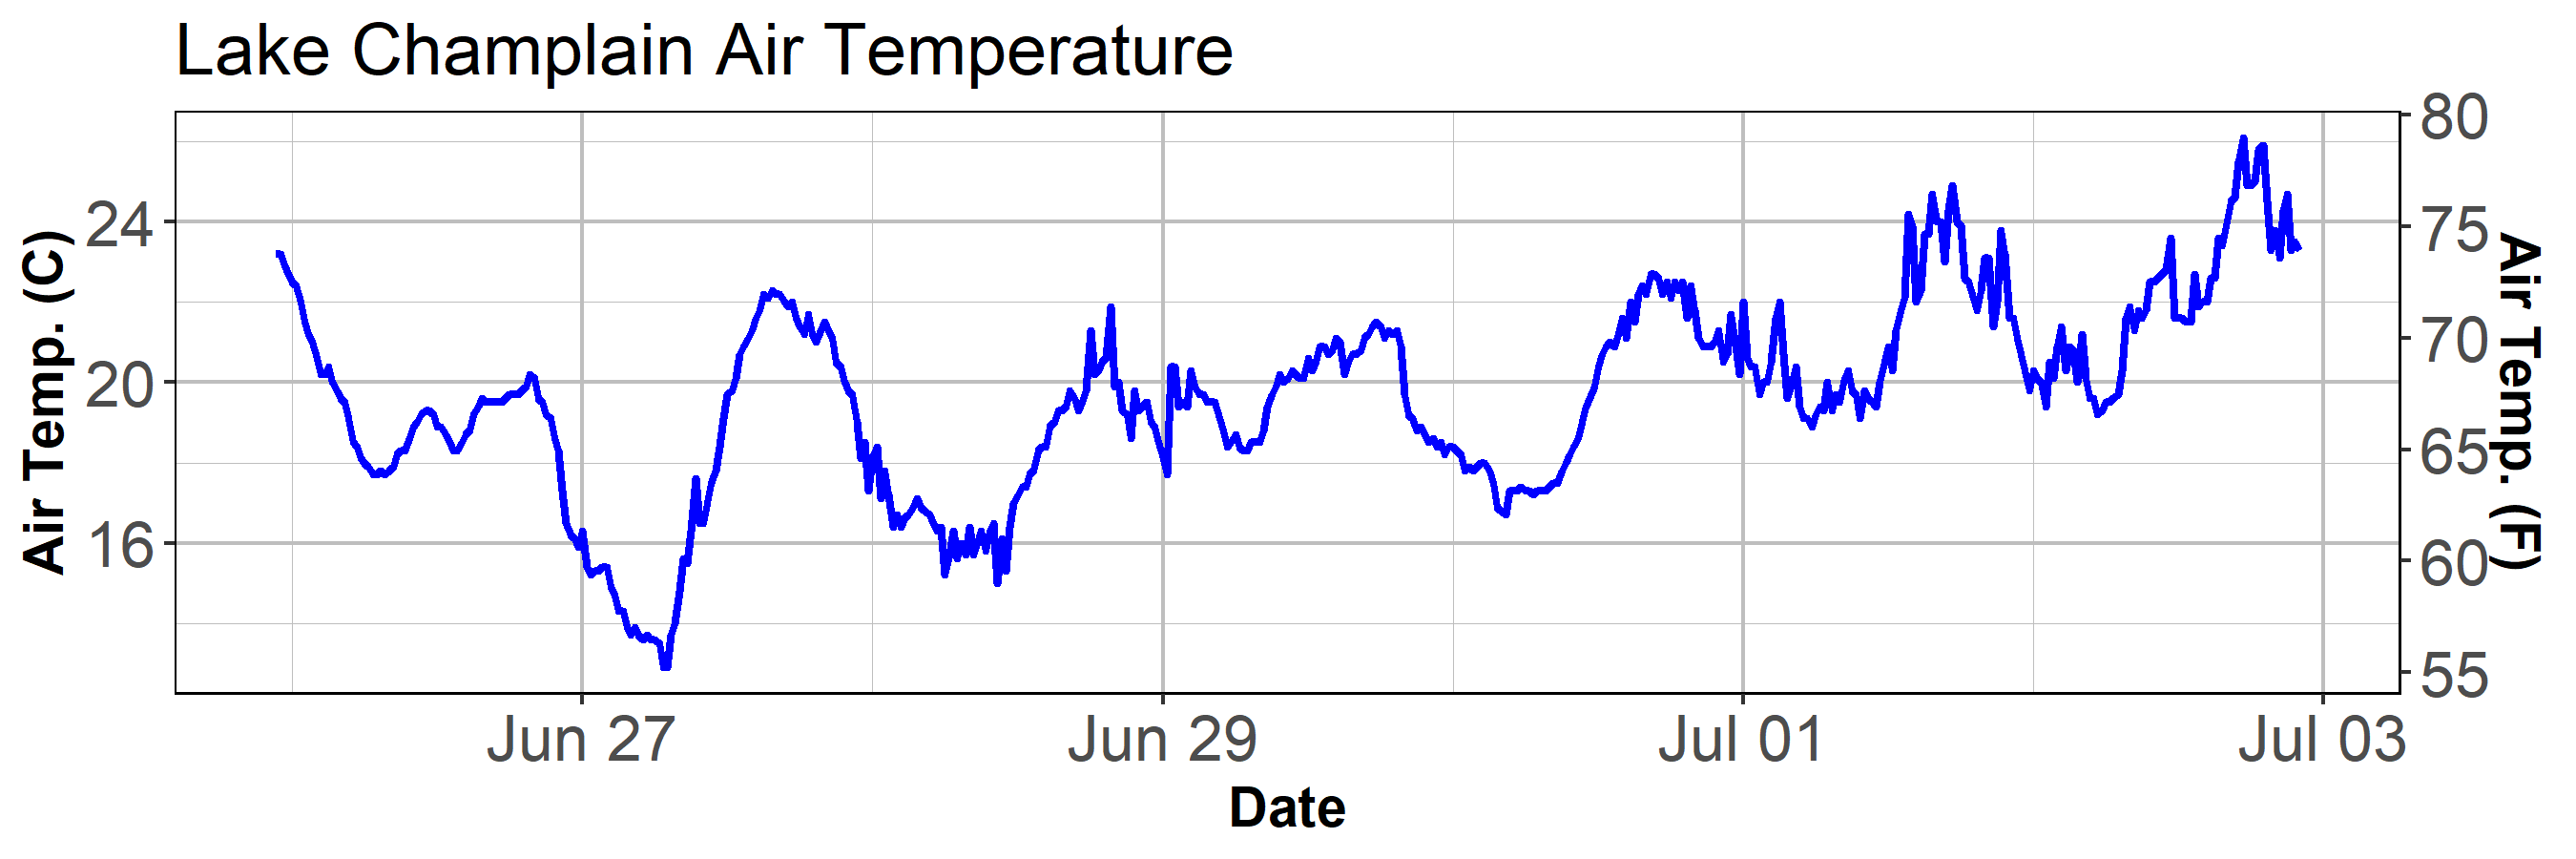 Lake Champlain Air Temperature
Air Temp. (C)
24
20
16
80
75
70
65
60
55
Air Temp. (F)
Jun 27
Jun 29
Jul 01
Jul 03
Date